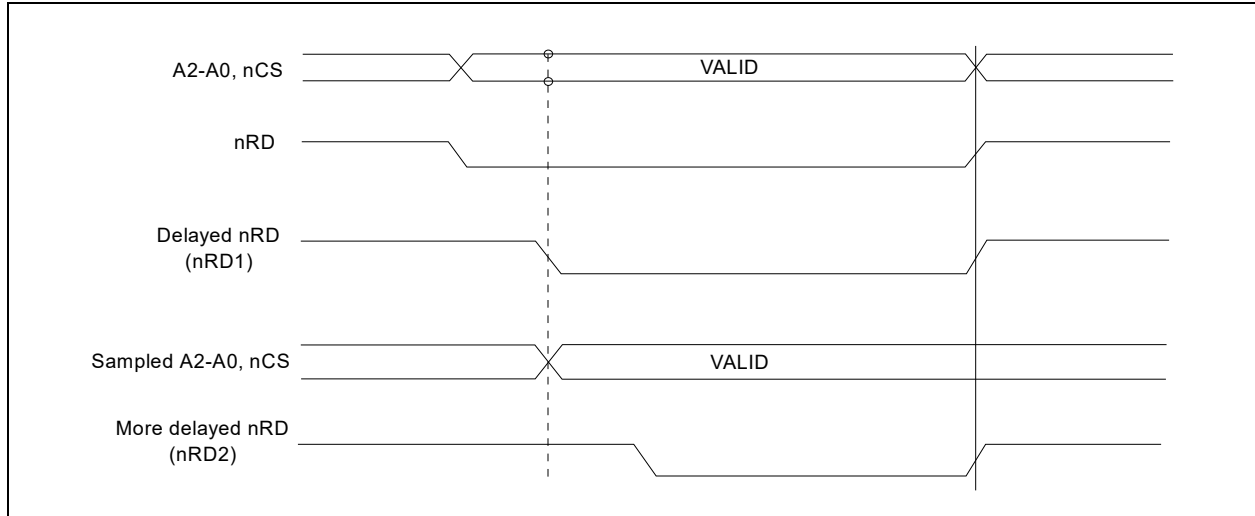 A2-A0, nCS
VALID
nRD
Delayed nRD
(nRD1)
Sampled A2-A0, nCS
VALID
More delayed nRD
(nRD2)